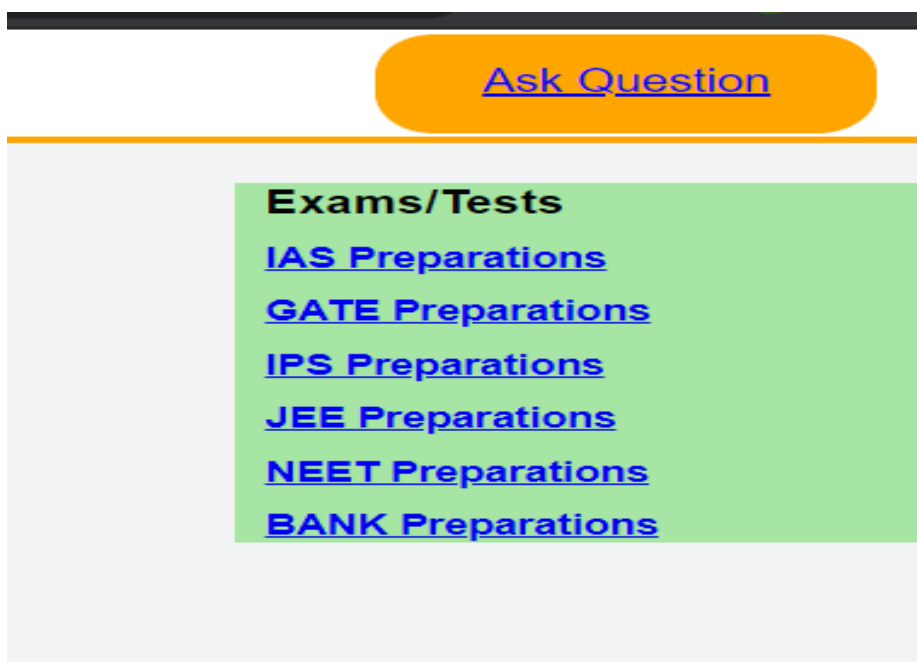 Ask Question
Exams/Tests
IAS Preparations
GATE Preparations
IPS Preparations
JEE Preparations
NEET Preparations
BANK Preparations